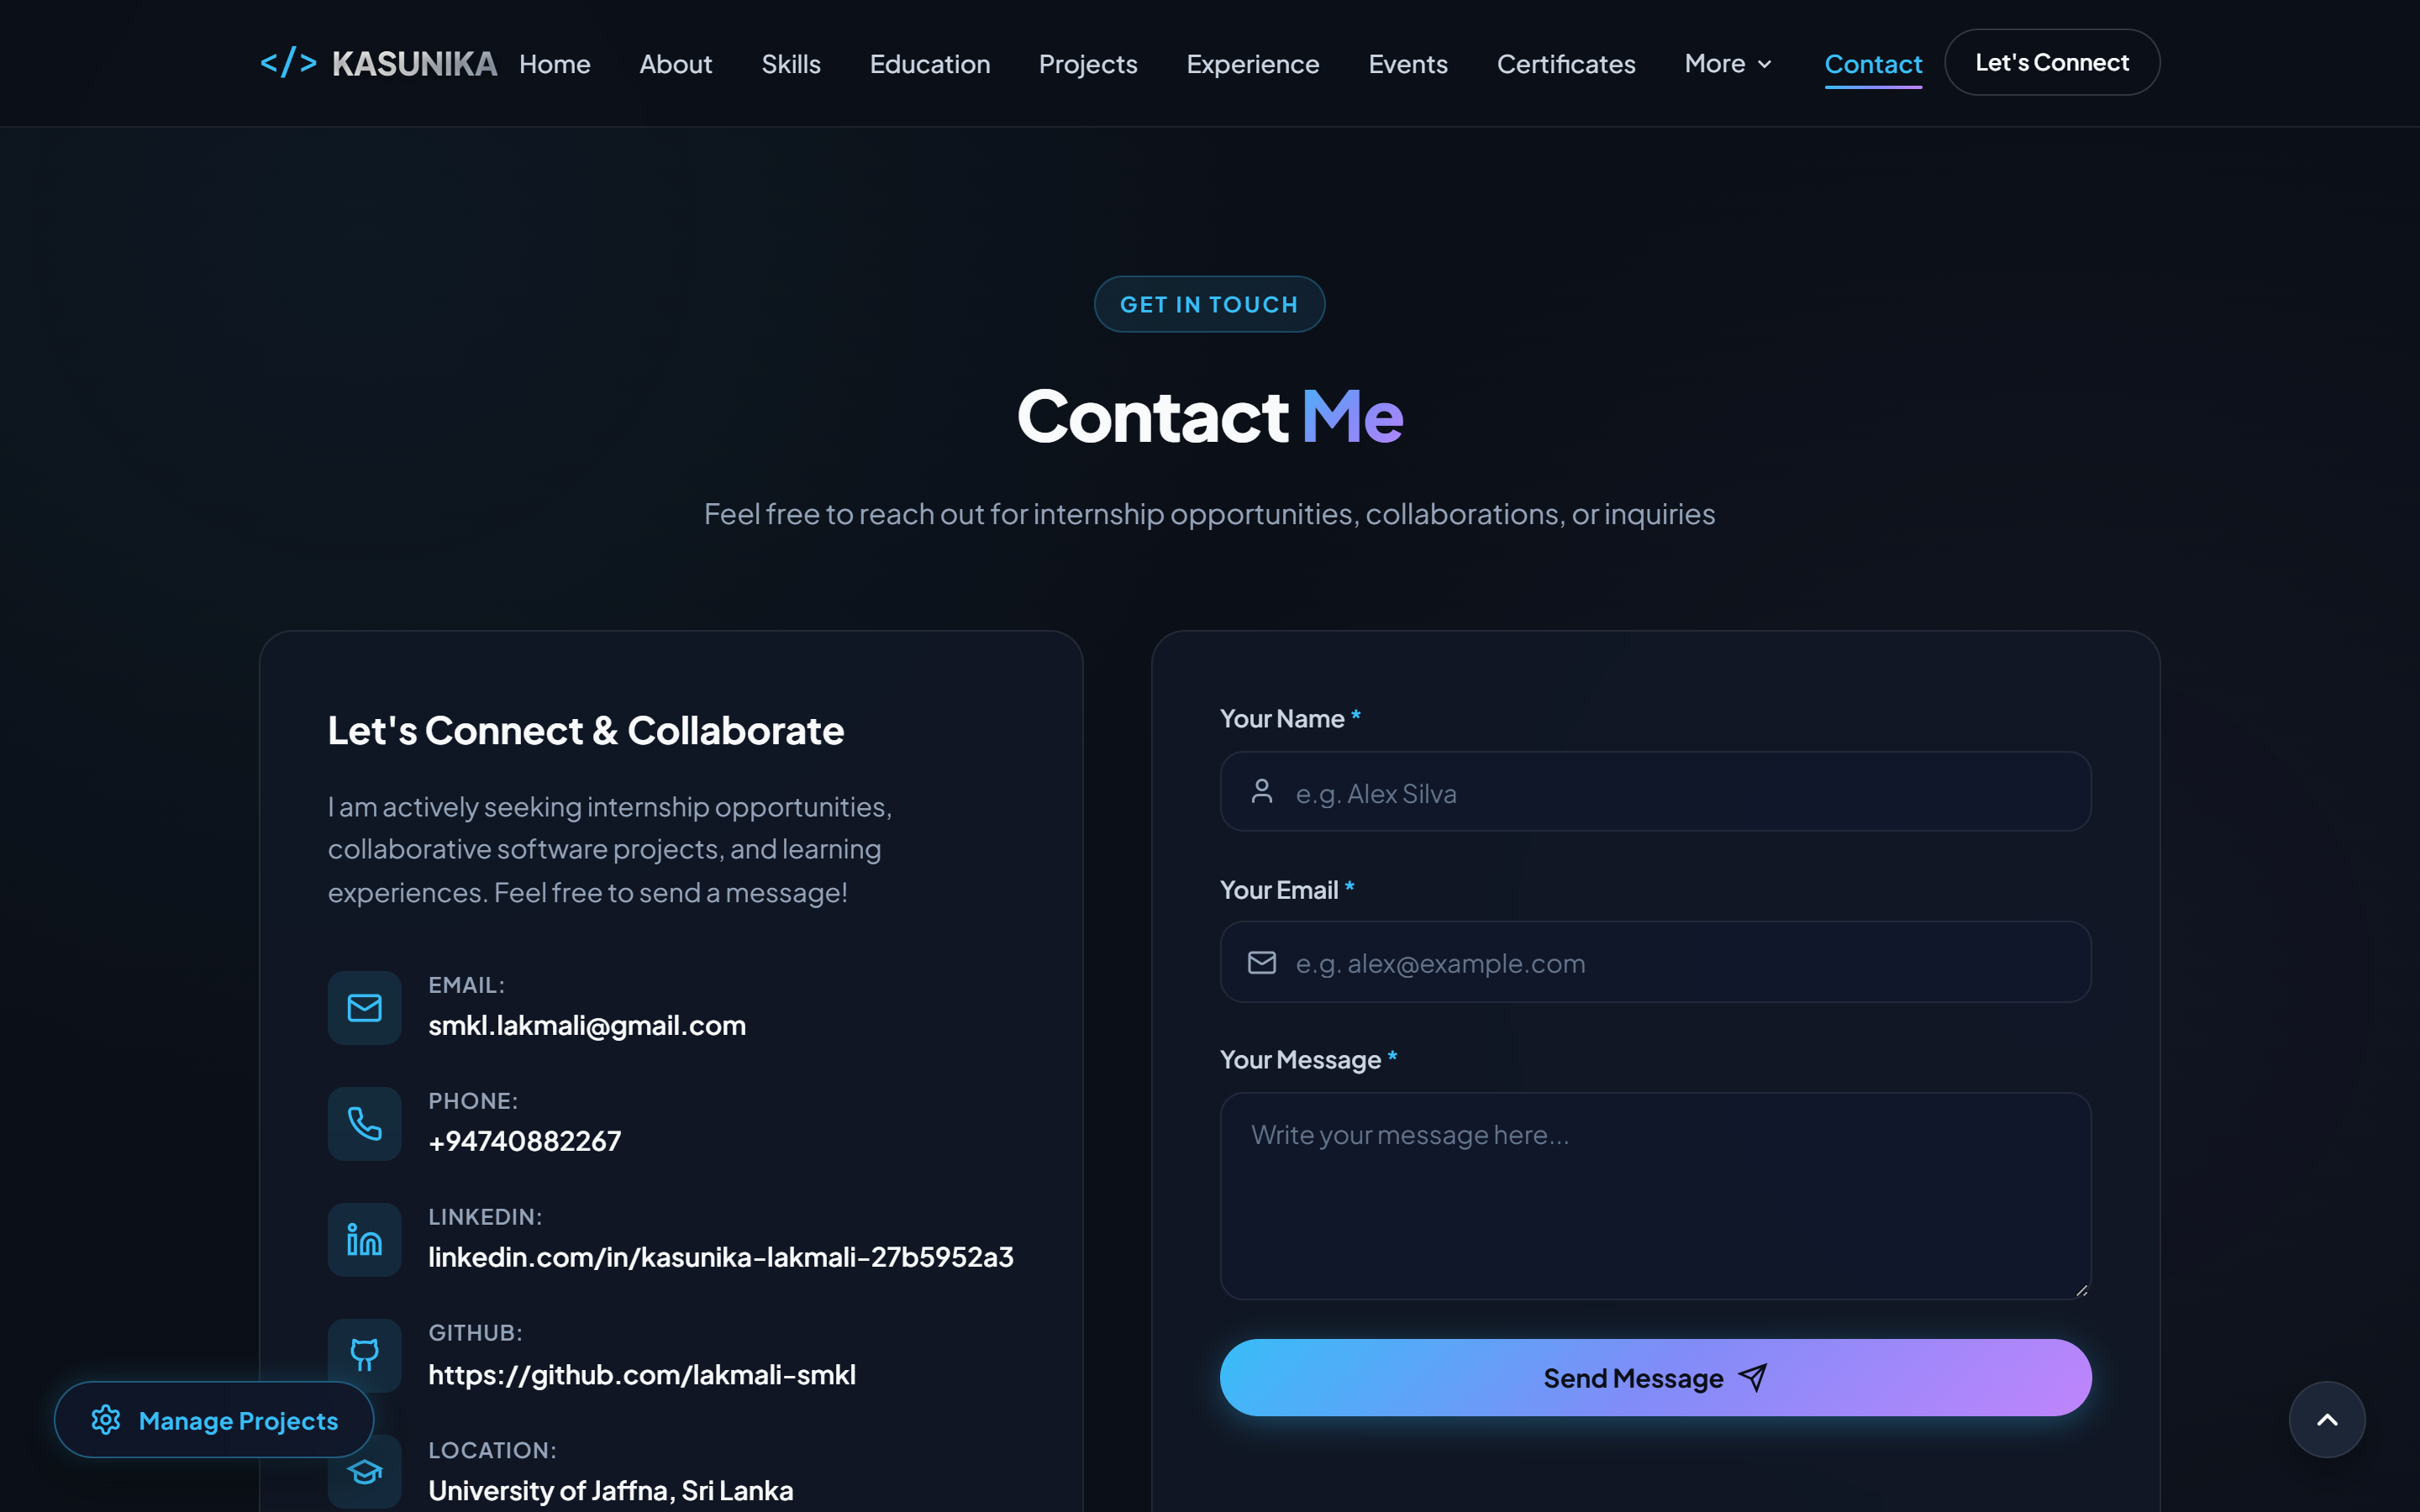 </> KASUNIKA Home About Skills Education Projects Experience Events Certificates More Contact Let's Connect
GET IN TOUCH
Contact Me
Feel free to reach out for internship opportunities, collaborations, or inquiries
Let's Connect & Collaborate
I am actively seeking internship opportunities,
collaborative software projects, and learning
experiences. Feel free to send a message!
EMAIL:
smkl.lakmali@gmail.com
PHONE:
+94740882267
LINKEDIN:
linkedin.com/in/kasunika-lakmali-27b5952a3
GITHUB:
https://github.com/lakmali-smkl
LOCATION:
University of Jaffna, Sri Lanka
Manage Projects
Your Name *
e.g. Alex Silva
Your Email *
e.g. alex@example.com
Your Message *
Write your message here...
Send Message